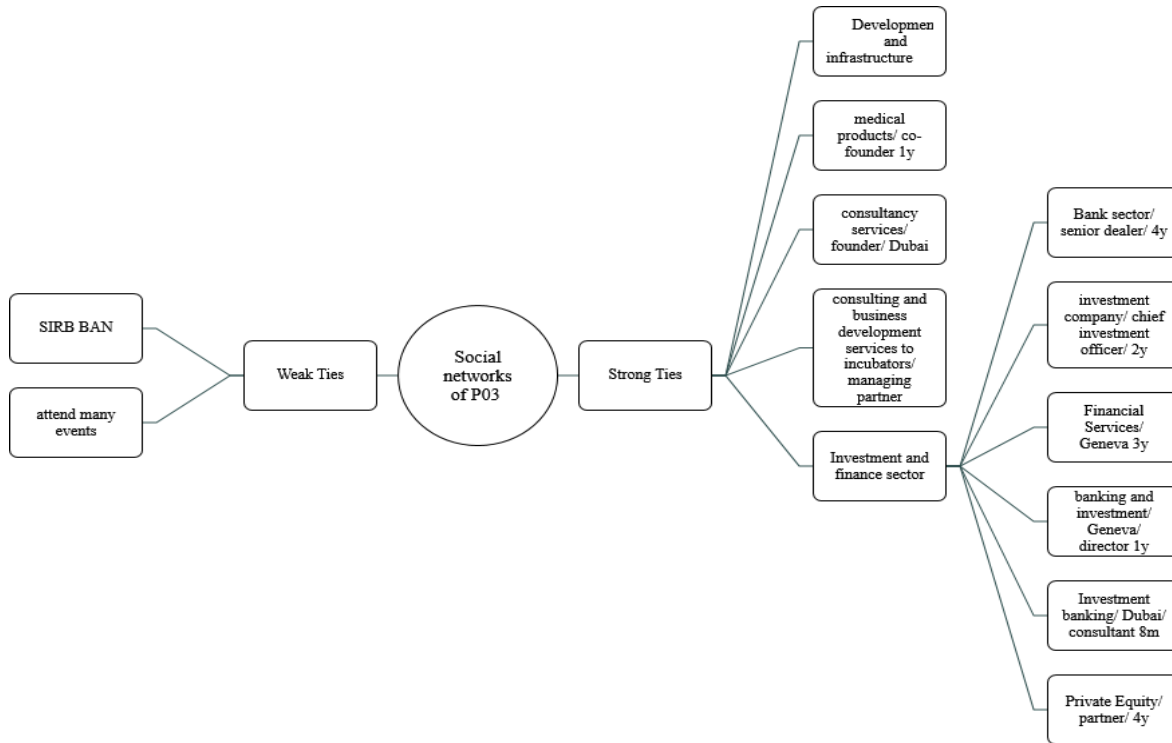 SIRB BAN
attend many
events
Weak Ties
Social
networks
of P03
Strong Ties
Developmen
and
infrastructure
medical
products/ co-
founder 1y
consultancy
services/
founder/ Dubai
consulting and
business
development
services to
incubators/
managing
partner
Investment and
finance sector
Bank sector/
senior dealer/ 4y
investment
company/ chief
investment
officer/ 2y
Financial
Services/
Geneva 3y
banking and
investment/
Geneva/
director 1y
Investment
banking/ Dubai/
consultant 8m
Private Equity/
partner/ 4y